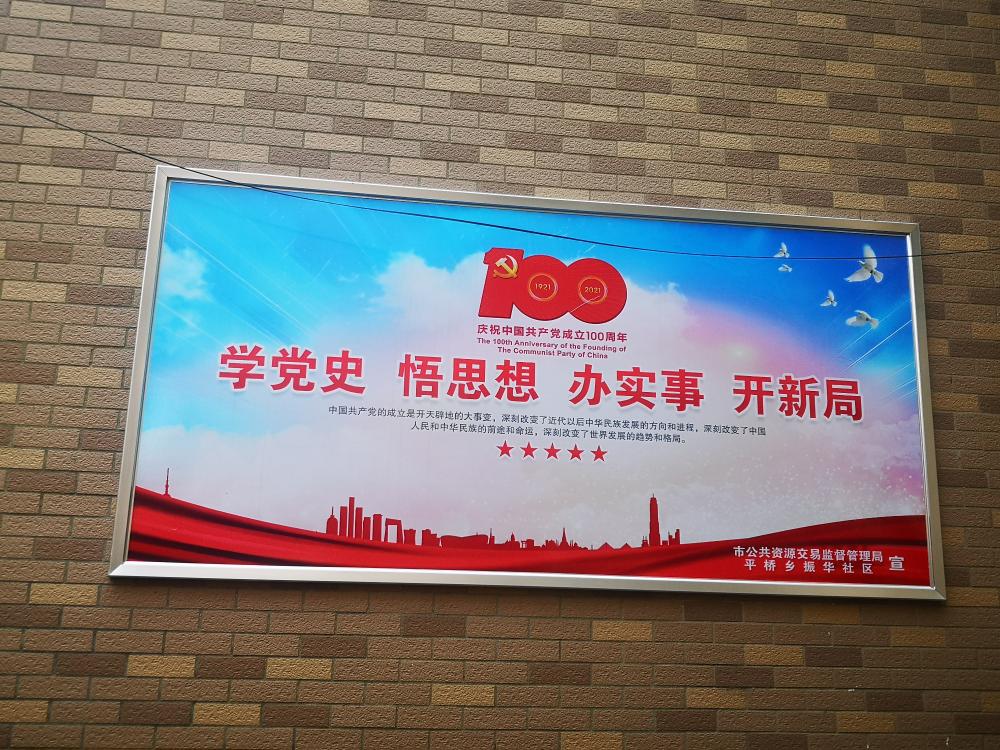 100
1921
2021
庆祝中国共产党成立100周年
The 100th Anniversary of the Founding of
The Communist Party of China
学党史 悟思想 办实事 开新局
中国共产党的成立是开天辟地的大事变，深刻改变了近代以后中华民族发展的方向和进程，深刻改变了中国
人民和中华民族的前途和命运，深刻改变了世界发展的趋势和格局。
市公共资源交易监督管理局
平桥乡振华社区 宣